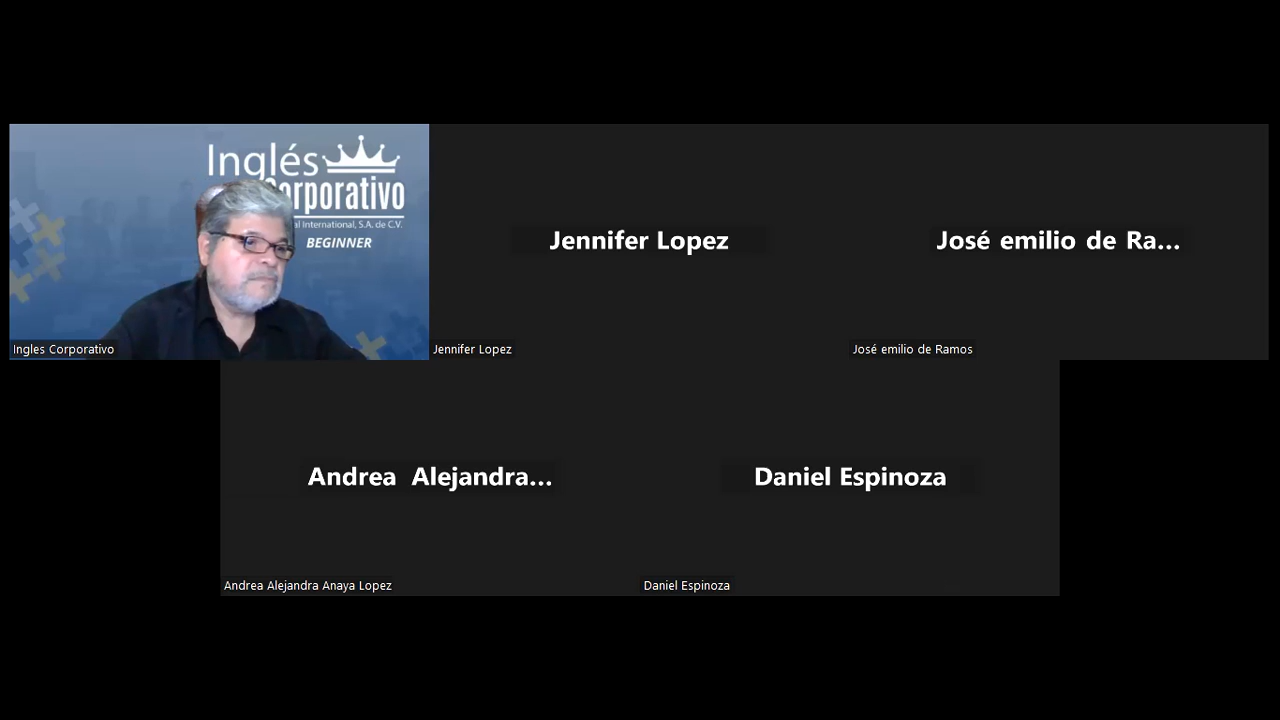 Inglés
Corporativo
al International, S.A. de C.V.
BEGINNER
Ingles Corporativo
Jennifer Lopez
Jennifer Lopez
José emilio de Ra...
José emilio de Ramos
Andrea Alejandra...
Andrea Alejandra Anaya Lopez
Daniel Espinoza
Daniel Espinoza